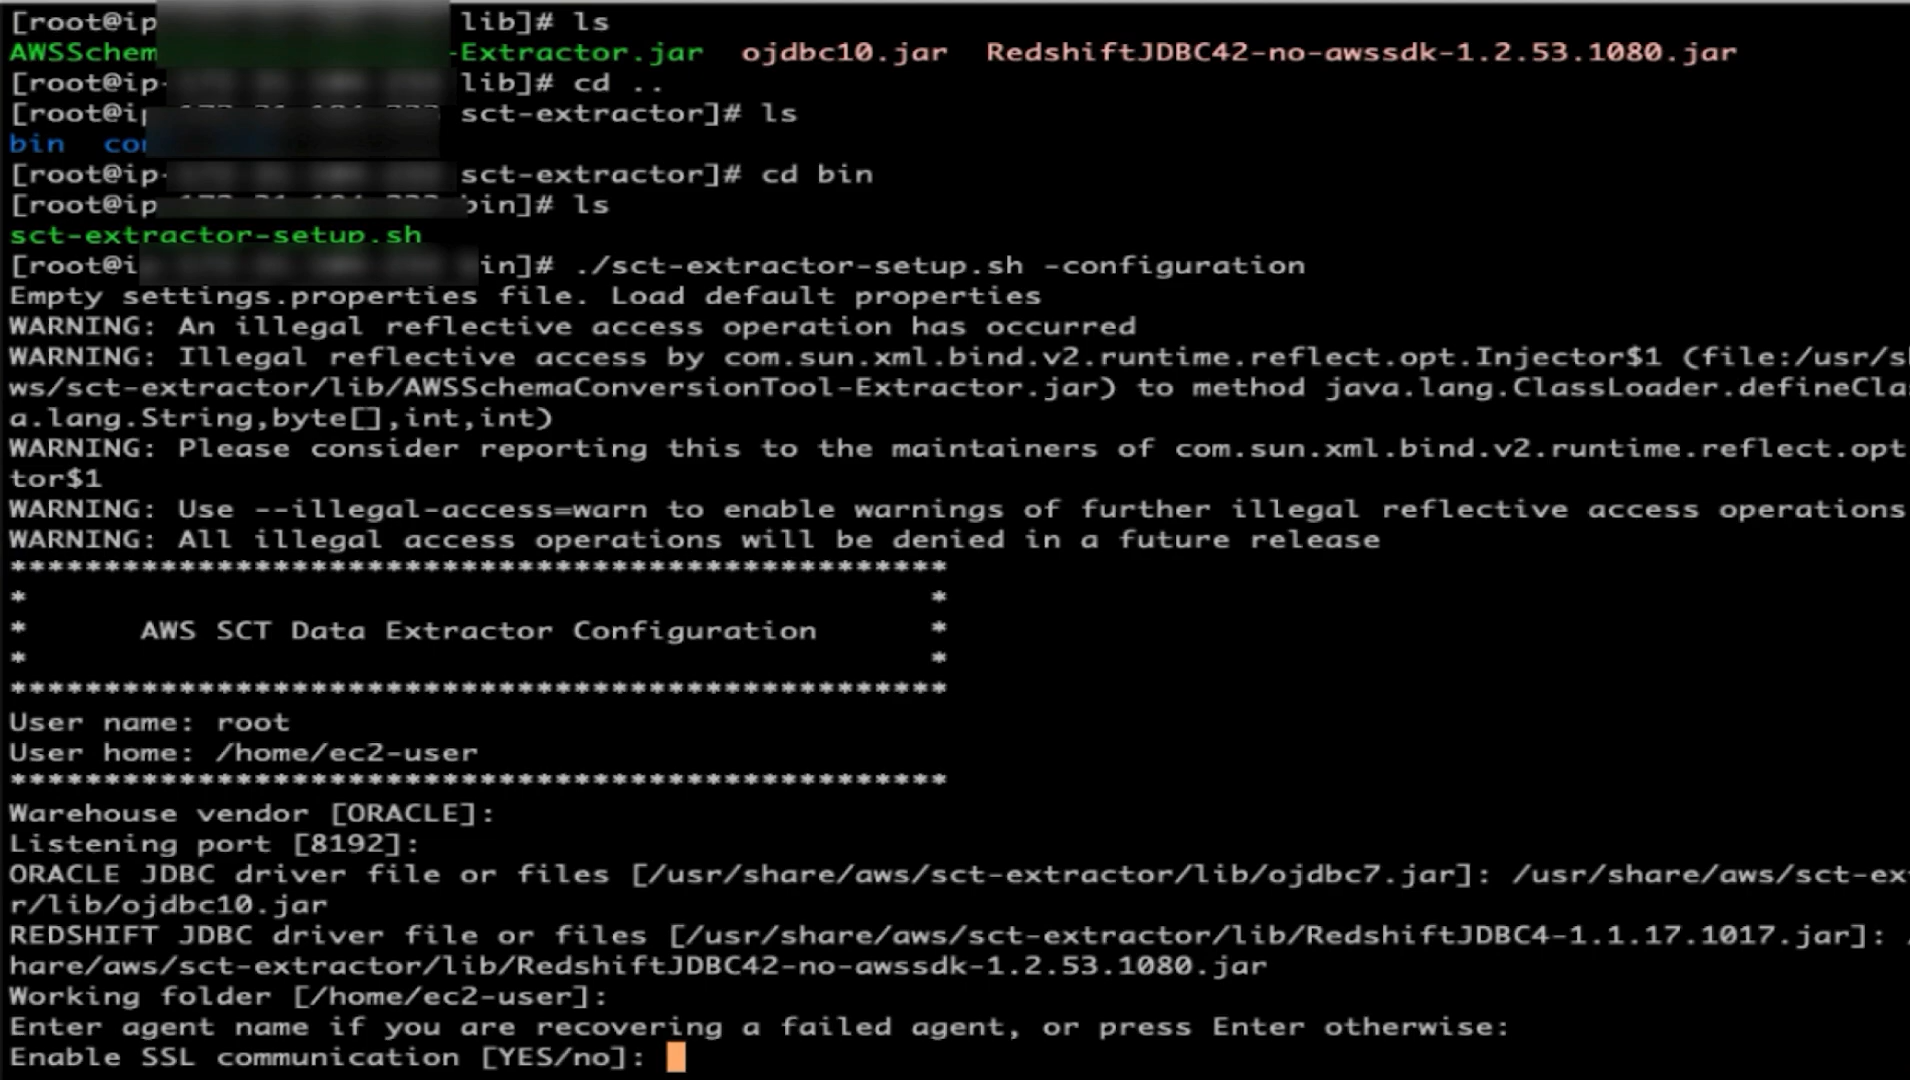 [root@ip lib]# ls
AWSSchem -Extractor.jar ojdbc10.jar RedshiftJDBC42-no-awssdk-1.2.53.1080.jar
[root@ip- lib]# cd ..
[root@ip sct-extractor]# ls
bin
[root@ip- sct-extractor]# cd bin
[root@ip bin]# ls
sct-extractor-setup.sh
[root@i in]# ./sct-extractor-setup.sh -configuration
Empty settings.properties file. Load default properties
WARNING: An illegal reflective access operation has occurred
WARNING: Illegal reflective access by com.sun.xml.bind.v2.runtime.reflect.opt.Injector$1 (file:/usr/s
ws/sct-extractor/lib/AWSSchemaConversionTool-Extractor.jar) to method java.lang.ClassLoader.defineCla
a.lang.String,byte[],int,int)
WARNING: Please consider reporting this to the maintainers of com.sun.xml.bind.v2.runtime.reflect.opt
tor$1
WARNING: Use --illegal-access=warn to enable warnings of further illegal reflective access operations
WARNING: All illegal access operations will be denied in a future release
**************************************************
* *
* AWS SCT Data Extractor Configuration *
* *
**************************************************
User name: root
User home: /home/ec2-user
**************************************************
Warehouse vendor [ORACLE]:
Listening port [8192]:
ORACLE JDBC driver file or files [/usr/share/aws/sct-extractor/lib/ojdbc7.jar]: /usr/share/aws/sct-ex
r/lib/ojdbc10.jar
REDSHIFT JDBC driver file or files [/usr/share/aws/sct-extractor/lib/RedshiftJDBC4-1.1.17.1017.jar]: /
hare/aws/sct-extractor/lib/RedshiftJDBC42-no-awssdk-1.2.53.1080.jar
Working folder [/home/ec2-user]:
Enter agent name if you are recovering a failed agent, or press Enter otherwise:
Enable SSL communication [YES/no]: